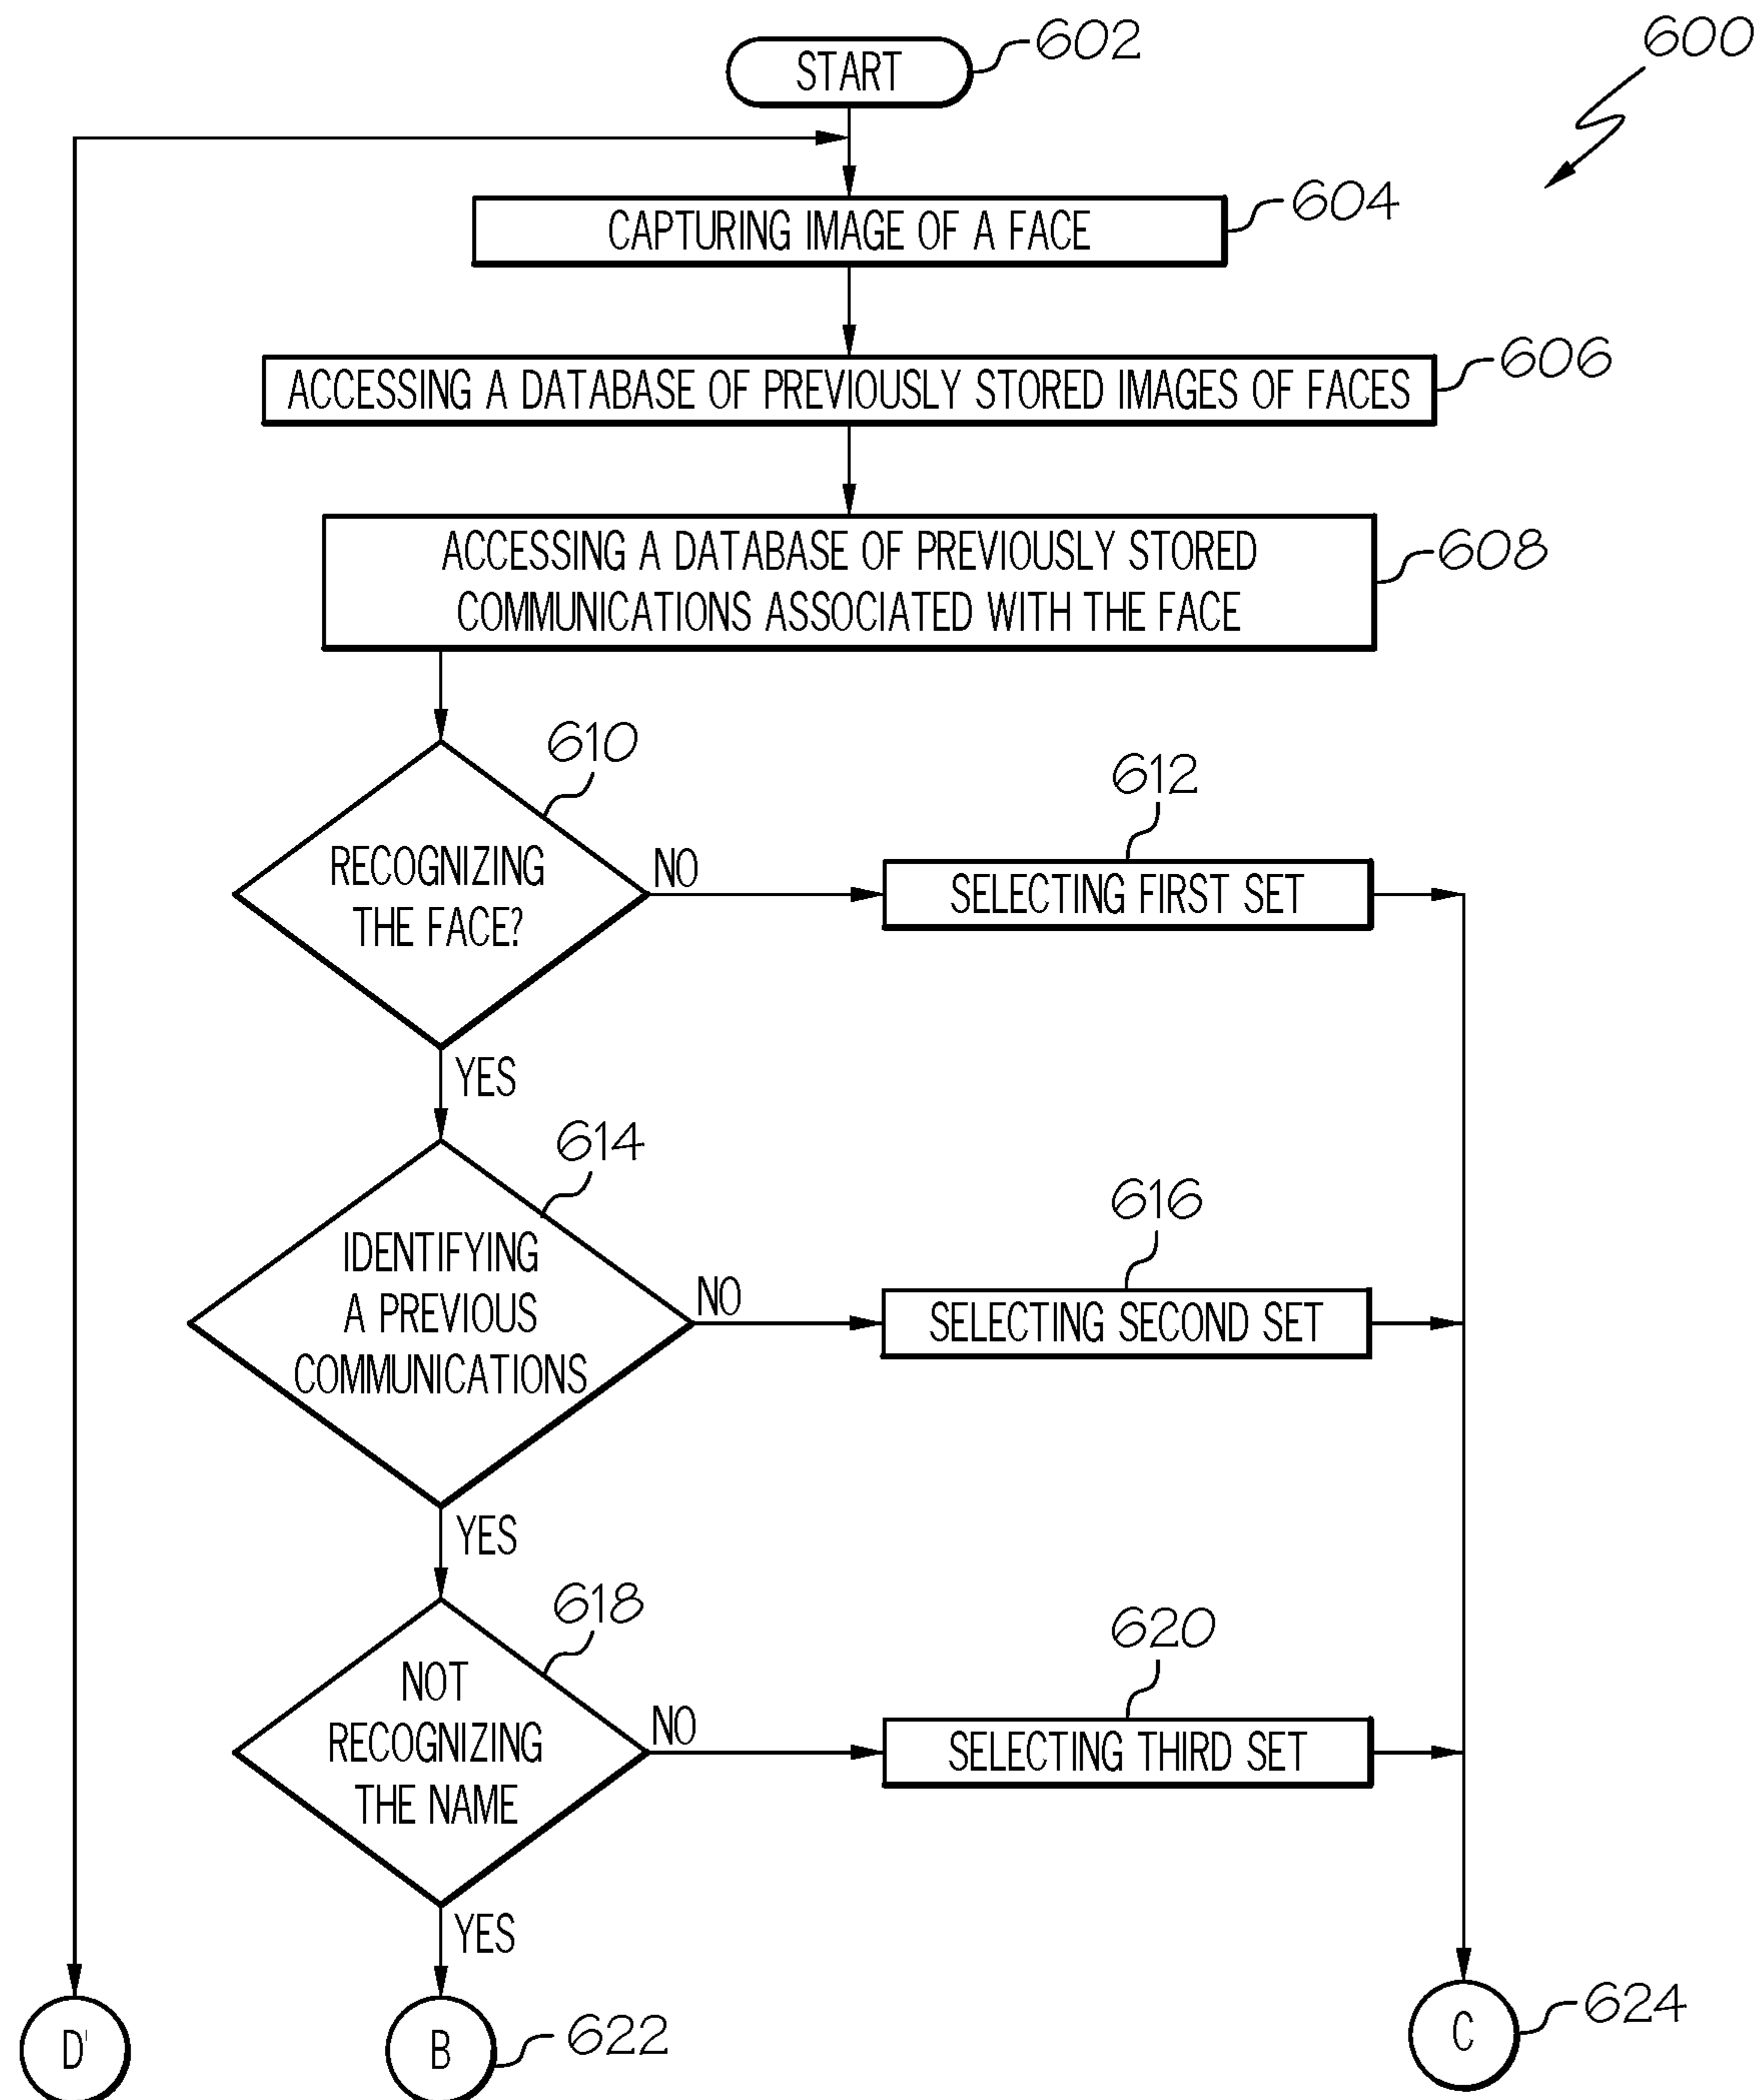 START
602
600
CAPTURING IMAGE OF A FACE
604
ACCESSING A DATABASE OF PREVIOUSLY STORED IMAGES OF FACES
606
ACCESSING A DATABASE OF PREVIOUSLY STORED
COMMUNICATIONS ASSOCIATED WITH THE FACE
608
610
RECOGNIZING
THE FACE?
NO
612
SELECTING FIRST SET
YES
614
IDENTIFYING
A PREVIOUS
COMMUNICATIONS
NO
616
SELECTING SECOND SET
YES
618
NOT
RECOGNIZING
THE NAME
NO
620
SELECTING THIRD SET
YES
D'
B
622
C
624